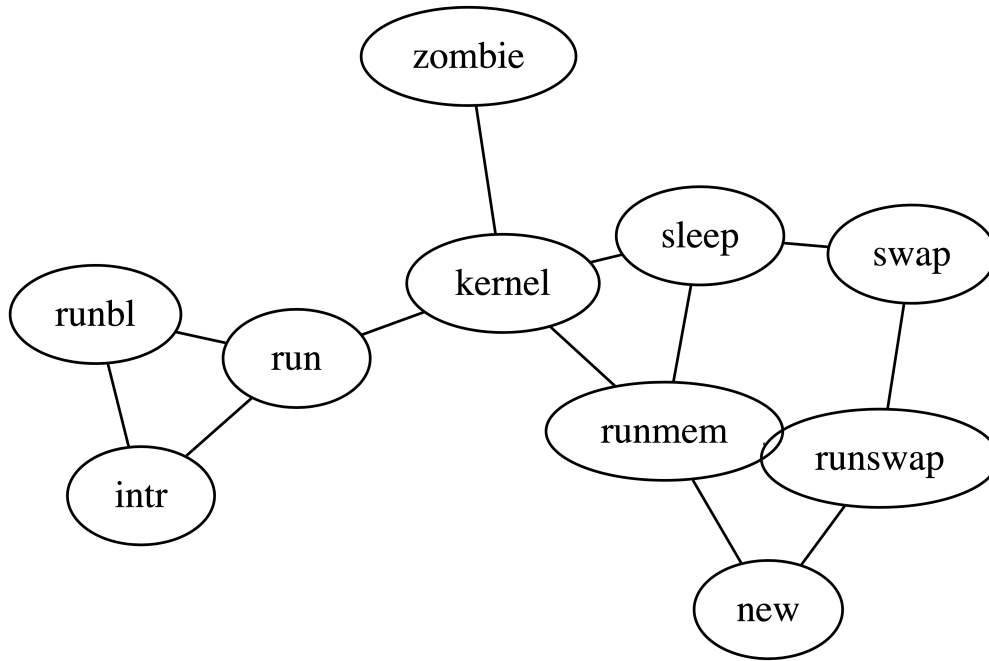 zombie
sleep
swap
kernel
runbl
run
runmem
runswap
intr
new